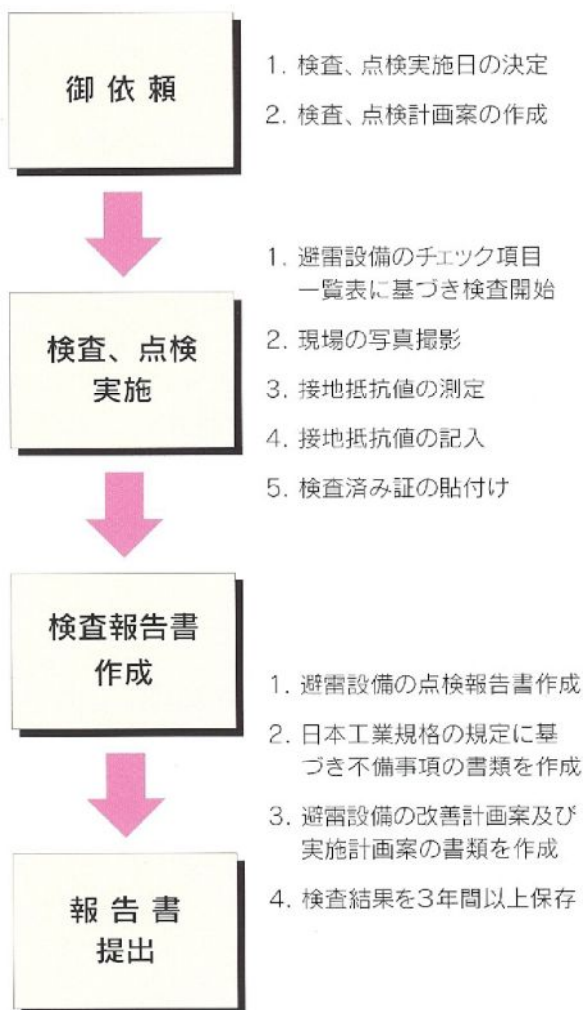 御依頼
1. 検査、点検実施日の決定
2. 検査、点検計画案の作成
検査、点検
実施
1. 避雷設備のチェック項目
一覧表に基づき検査開始
2. 現場の写真撮影
3. 接地抵抗値の測定
4. 接地抵抗値の記入
5. 検査済み証の貼付け
検査報告書
作成
1. 避雷設備の点検報告書作成
2. 日本工業規格の規定に基
づき不備事項の書類を作成
3. 避雷設備の改善計画案及び
実施計画案の書類を作成
4. 検査結果を3年間以上保存
報告書
提出